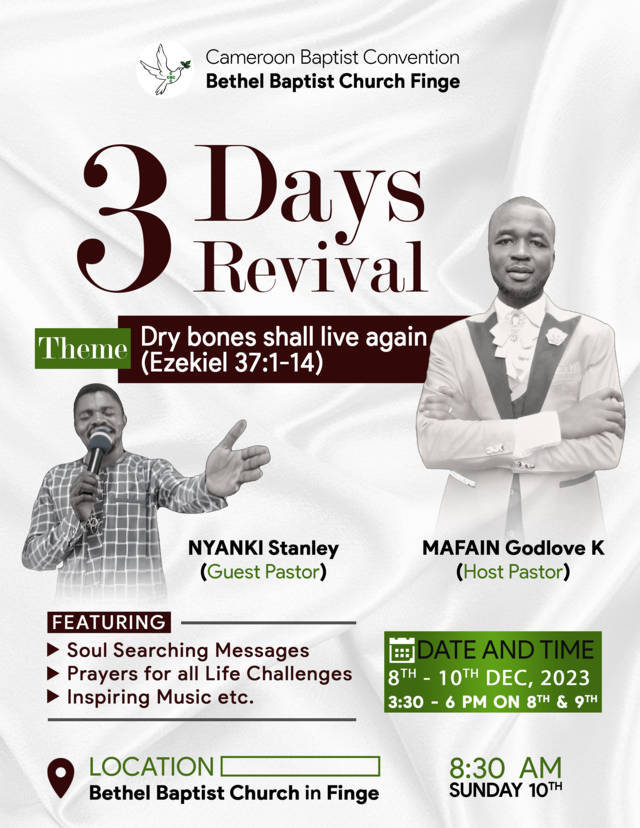 Cameroon Baptist Convention
Bethel Baptist Church Finge
3 Days
Revival
Theme
Dry bones shall live again
(Ezekiel 37:1-14)
NYANKI Stanley
(Guest Pastor)
MAFAIN Godlove K
(Host Pastor)
FEATURING
Soul Searching Messages
Prayers for all Life Challenges
Inspiring Music etc.
DATE AND TIME
8TH - 10TH DEC, 2023
3:30 - 6 PM ON 8TH & 9TH
LOCATION
Bethel Baptist Church in Finge
8:30 AM
SUNDAY 10TH